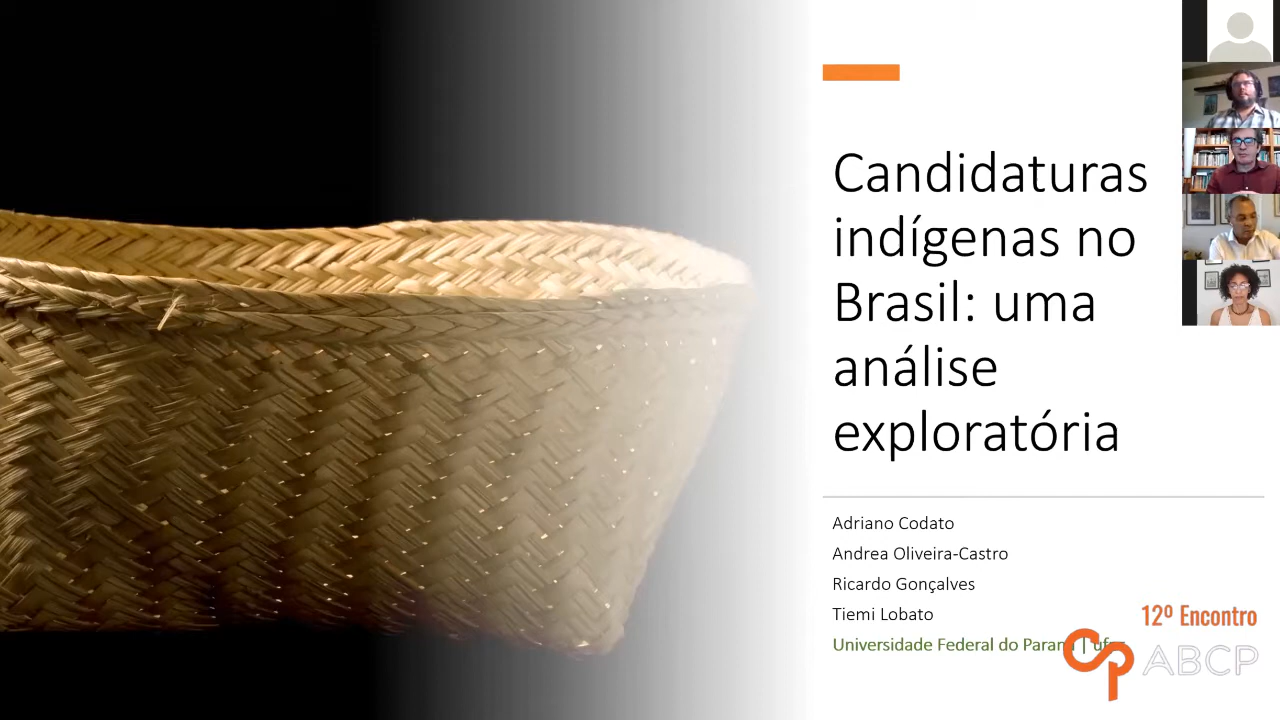 Candidaturas
indígenas no
Brasil: uma
análise
exploratória
Adriano Codato
Andrea Oliveira-Castro
Ricardo Gonçalves
Tiemi Lobato
Universidade Federal do Paraná | ufpr
12º Encontro
ABCP